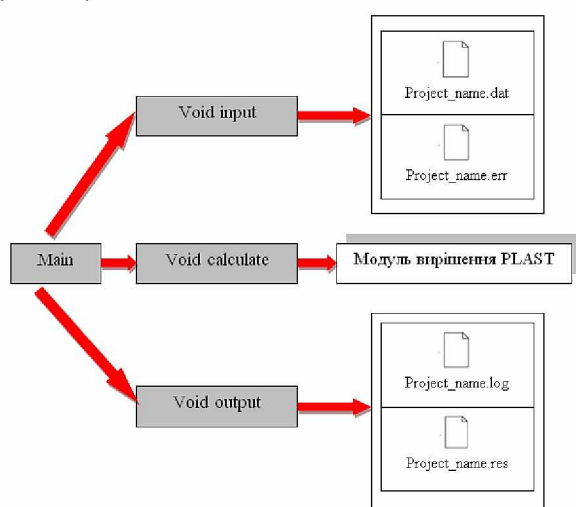 Project_name.dat
Void input
Project_name.err
Main
Void calculate
Модуль вирішення PLAST
Project_name.log
Void output
Project_name.res